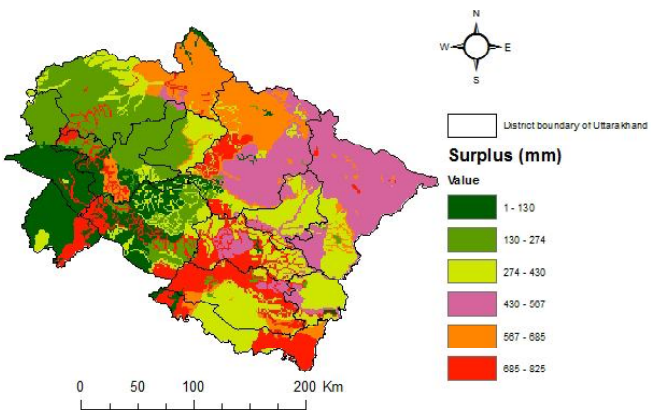 N
W E
S
District boundary of Uttarakhand
Surplus (mm)
Value
1 - 130
130 - 274
274 - 430
430 - 507
567 - 685
685 - 825
0 50 100 200 Km